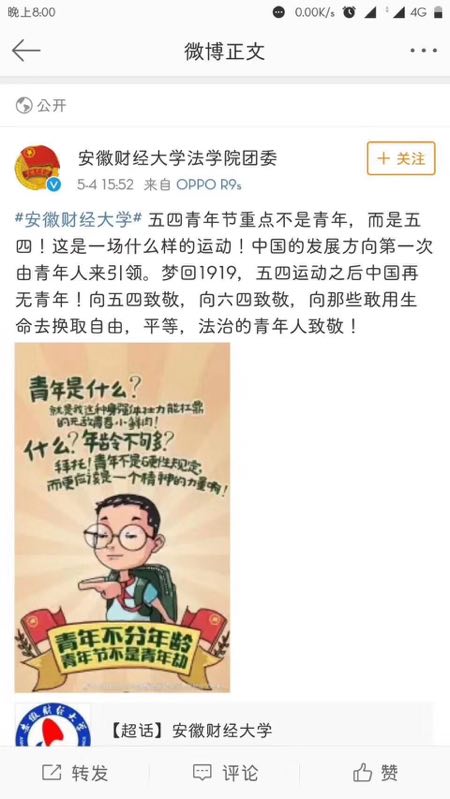 晚上8:00
0.00K/s
4G
微博正文
公开
安徽财经大学法学院团委
+关注
5-4 15:52 来自 OPPO R9s
#安徽财经大学# 五四青年节重点不是青年，而是五
四！这是一场什么样的运动！中国的发展方向第一次
由青年人来引领。梦回1919，五四运动之后中国再
无青年！向五四致敬，向六四致敬，向那些敢用生
命去换取自由，平等，法治的青年人致敬！
青年是什么？
就是我这种身强体壮力能扛鼎
的无敌青春小鲜肉！
什么？年龄不够？
拜托！青年不是硬性规定，
而更应该是一个精神的力量啊！
青年不分年龄
青年节不是青年劫
安徽财经大学
【超话】安徽财经大学
转发
评论
赞